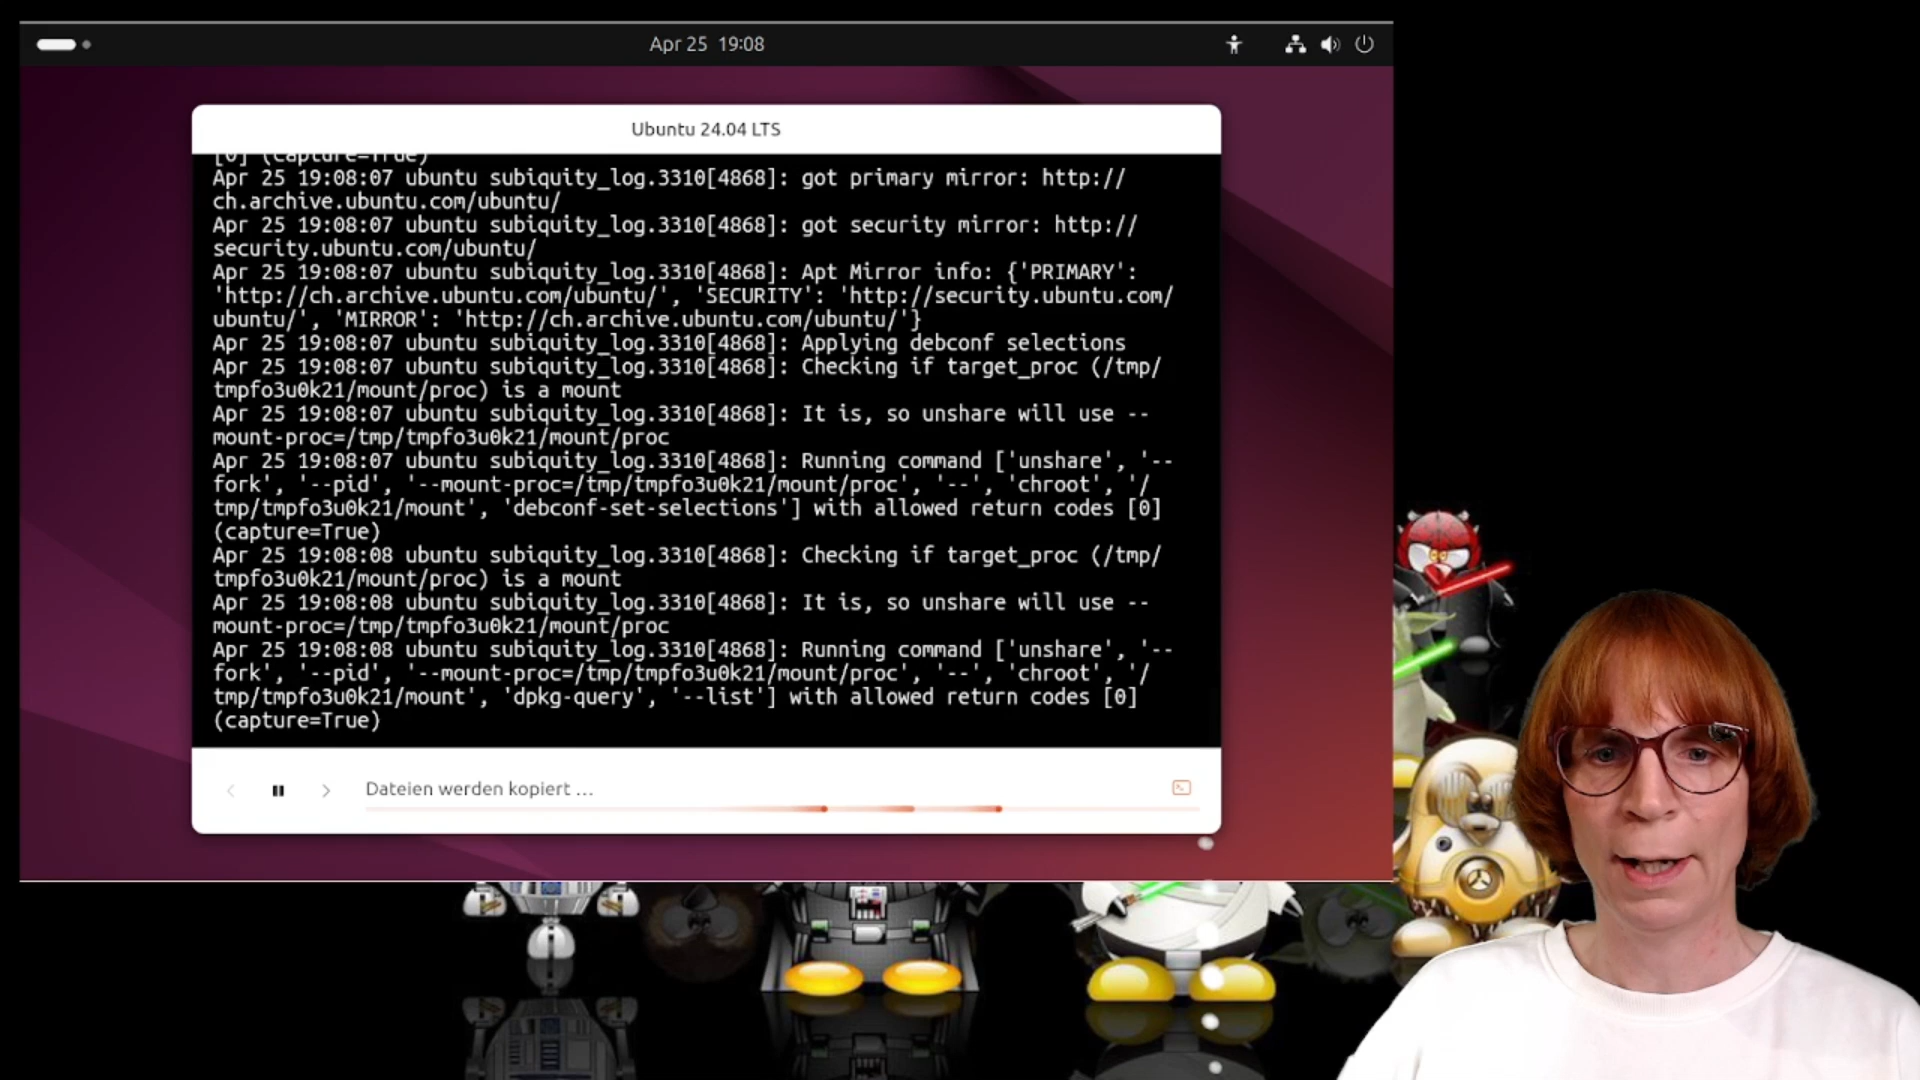 Apr 25 19:08
Ubuntu 24.04 LTS
[0] (capture=True)
Apr 25 19:08:07 ubuntu subiquity_log.3310[4868]: got primary mirror: http://
ch.archive.ubuntu.com/ubuntu/
Apr 25 19:08:07 ubuntu subiquity_log.3310[4868]: got security mirror: http://
security.ubuntu.com/ubuntu/
Apr 25 19:08:07 ubuntu subiquity_log.3310[4868]: Apt Mirror info: {'PRIMARY':
'http://ch.archive.ubuntu.com/ubuntu/', 'SECURITY': 'http://security.ubuntu.com/
ubuntu/', 'MIRROR': 'http://ch.archive.ubuntu.com/ubuntu/'}
Apr 25 19:08:07 ubuntu subiquity_log.3310[4868]: Applying debconf selections
Apr 25 19:08:07 ubuntu subiquity_log.3310[4868]: Checking if target_proc (/tmp/
tmpfo3u0k21/mount/proc) is a mount
Apr 25 19:08:07 ubuntu subiquity_log.3310[4868]: It is, so unshare will use --
mount-proc=/tmp/tmpfo3u0k21/mount/proc
Apr 25 19:08:07 ubuntu subiquity_log.3310[4868]: Running command ['unshare', '--
fork', '--pid', '--mount-proc=/tmp/tmpfo3u0k21/mount/proc', '--', 'chroot', '/
tmp/tmpfo3u0k21/mount', 'debconf-set-selections'] with allowed return codes [0]
(capture=True)
Apr 25 19:08:08 ubuntu subiquity_log.3310[4868]: Checking if target_proc (/tmp/
tmpfo3u0k21/mount/proc) is a mount
Apr 25 19:08:08 ubuntu subiquity_log.3310[4868]: It is, so unshare will use --
mount-proc=/tmp/tmpfo3u0k21/mount/proc
Apr 25 19:08:08 ubuntu subiquity_log.3310[4868]: Running command ['unshare', '--
fork', '--pid', '--mount-proc=/tmp/tmpfo3u0k21/mount/proc', '--', 'chroot', '/
tmp/tmpfo3u0k21/mount', 'dpkg-query', '--list'] with allowed return codes [0]
(capture=True)
Dateien werden kopiert ...